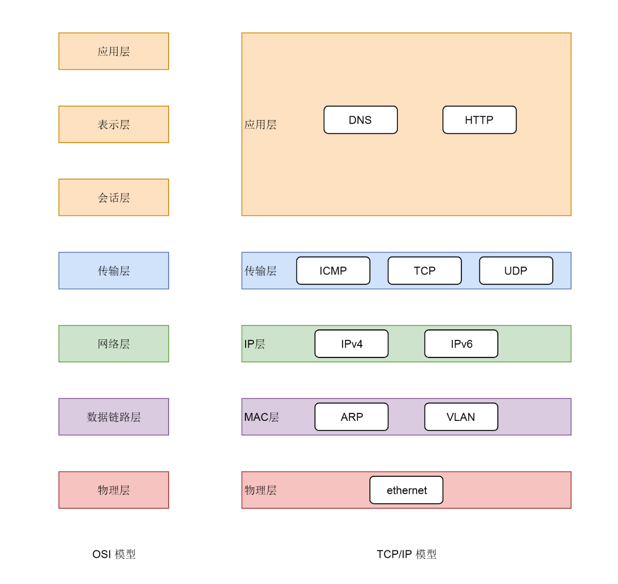 应用层
表示层
会话层
传输层
网络层
数据链路层
物理层
OSI 模型
应用层
DNS
HTTP
传输层
ICMP
TCP
UDP
IP层
IPv4
IPv6
MAC层
ARP
VLAN
物理层
ethernet
TCP/IP 模型